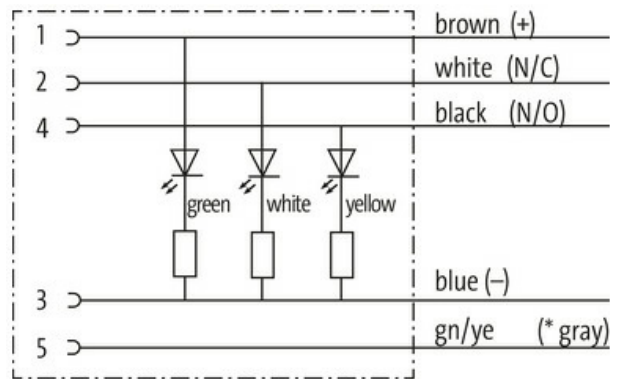 1 brown (+)
2 white (N/C)
4 black (N/O)
green white yellow
3 blue (–)
5 gn/ye (* gray)